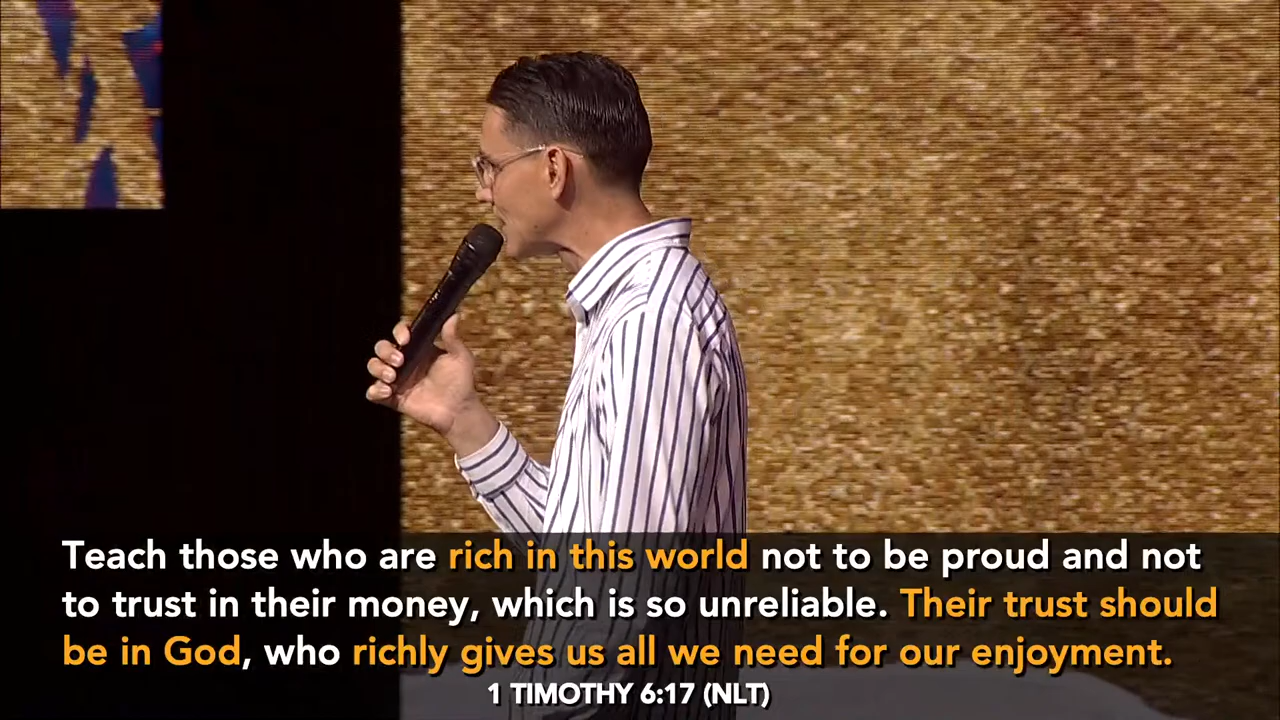 Teach those who are rich in this world not to be proud and not
to trust in their money, which is so unreliable. Their trust should
be in God, who richly gives us all we need for our enjoyment.
1 TIMOTHY 6:17 (NLT)